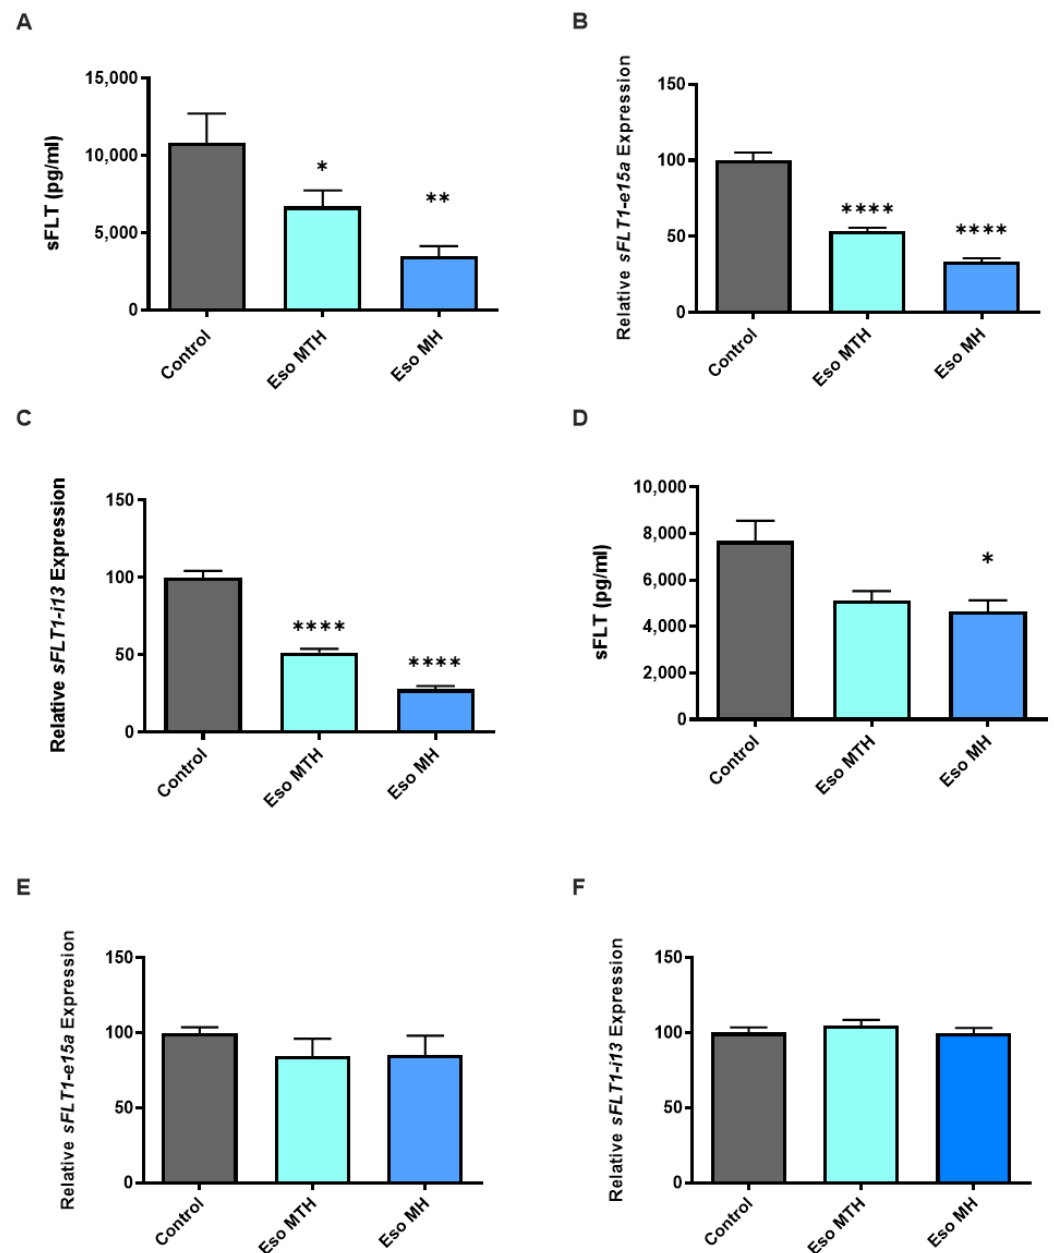 A
sFLT (pg/ml)
15,000
10,000
5,000
0
*
**
Control
Eso MTH
Eso MH
B
Relative sFLT1-e15a Expression
150
100
50
0
****
****
Control
Eso MTH
Eso MH
C
Relative sFLT1-i13 Expression
150
100
50
0
****
****
Control
Eso MTH
Eso MH
D
sFLT (pg/ml)
10,000
8,000
6,000
4,000
2,000
0
*
Control
Eso MTH
Eso MH
E
Relative sFLT1-e15a Expression
150
100
50
0
Control
Eso MTH
Eso MH
F
Relative sFLT1-i13 Expression
150
100
50
0
Control
Eso MTH
Eso MH